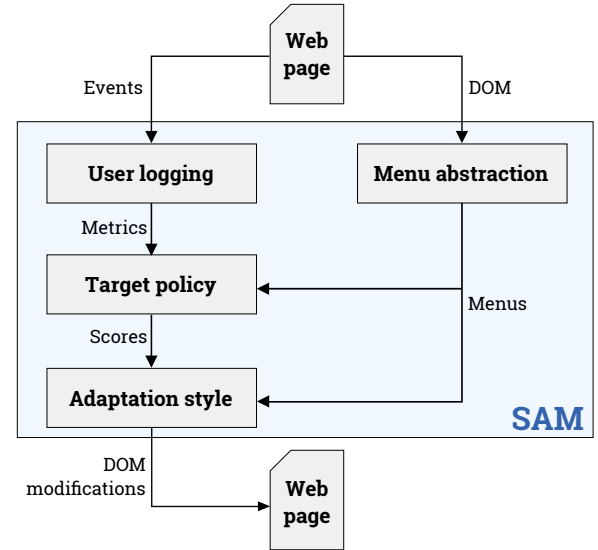 Web
page
Events
DOM
User logging
Menu abstraction
Metrics
Target policy
Menus
Scores
Adaptation style
SAM
DOM
modifications
Web
page